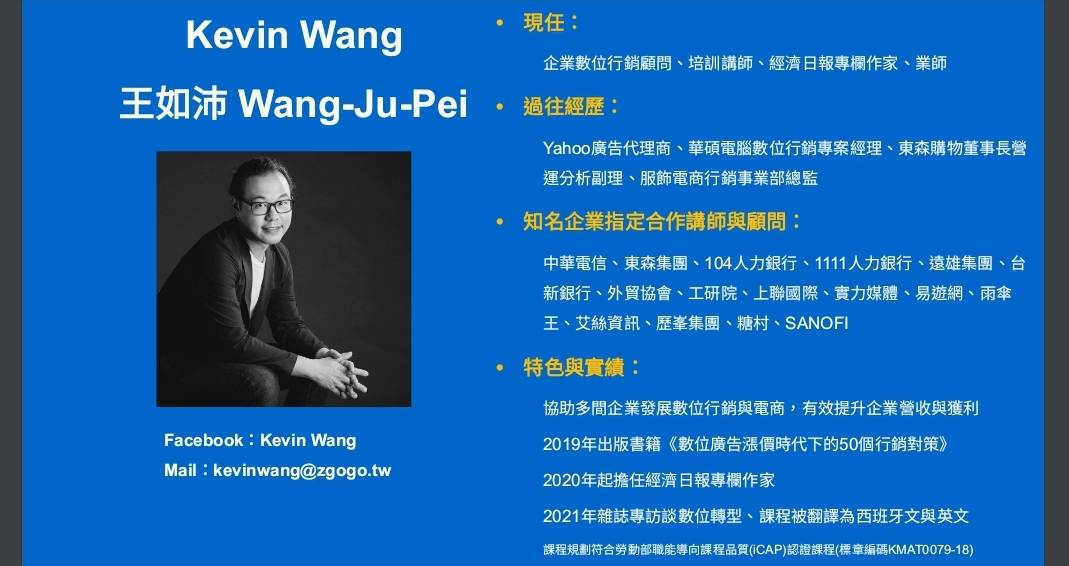 Kevin Wang
王如沛 Wang-Ju-Pei
Facebook：Kevin Wang
Mail：kevinwang@zgogo.tw
• 現任：
企業數位行銷顧問、培訓講師、經濟日報專欄作家、業師
• 過往經歷：
Yahoo廣告代理商、華碩電腦數位行銷專案經理、東森購物董事長營
運分析副理、服飾電商行銷事業部總監
• 知名企業指定合作講師與顧問：
中華電信、東森集團、104人力銀行、1111人力銀行、遠雄集團、台
新銀行、外貿協會、工研院、上聯國際、實力媒體、易遊網、雨傘
王、艾絲資訊、歷峯集團、糖村、SANOFI
• 特色與實績：
協助多間企業發展數位行銷與電商，有效提升企業營收與獲利
2019年出版書籍《數位廣告漲價時代下的50個行銷對策》
2020年起擔任經濟日報專欄作家
2021年雜誌專訪談數位轉型、課程被翻譯為西班牙文與英文
課程規劃符合勞動部職能導向課程品質(iCAP)認證課程(標章編碼KMAT0079-18)